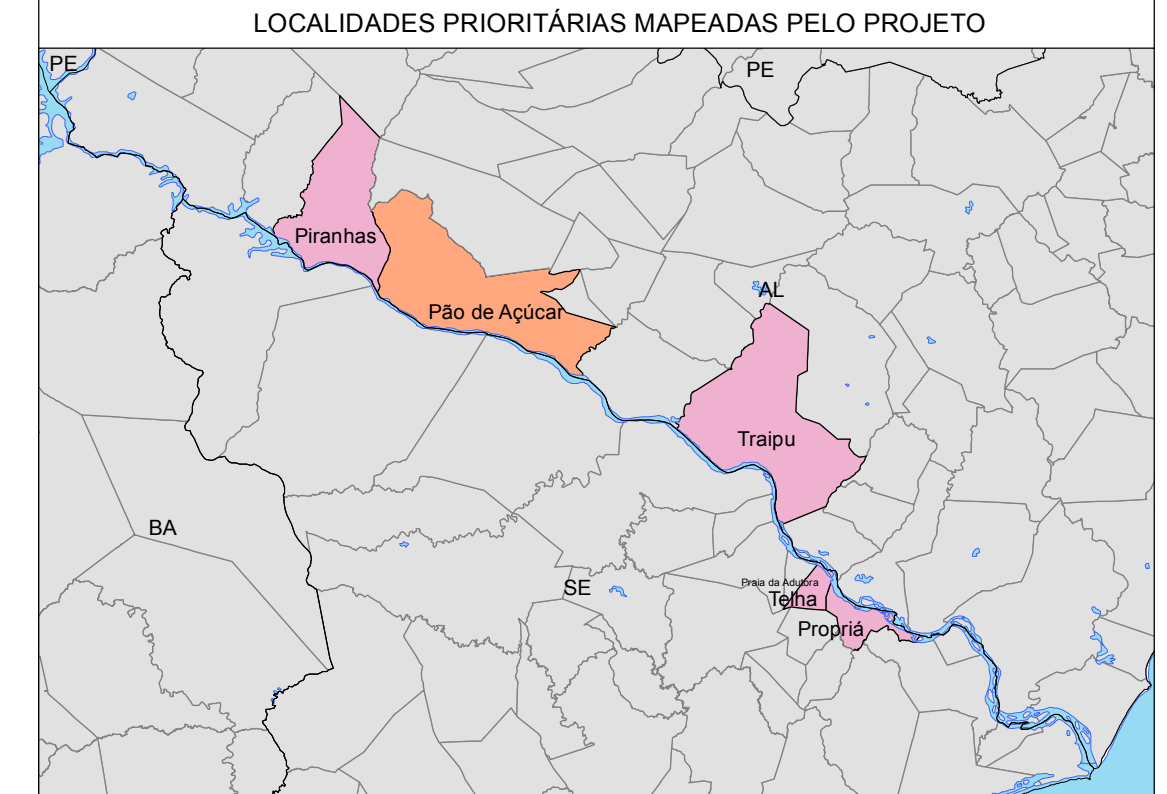 LOCALIDADES PRIORITÁRIAS MAPEADAS PELO PROJETO
PE
PE
Piranhas
AL
Pão de Açúcar
Traipu
BA
Praia da Adutora
SE
Telha
Propriá